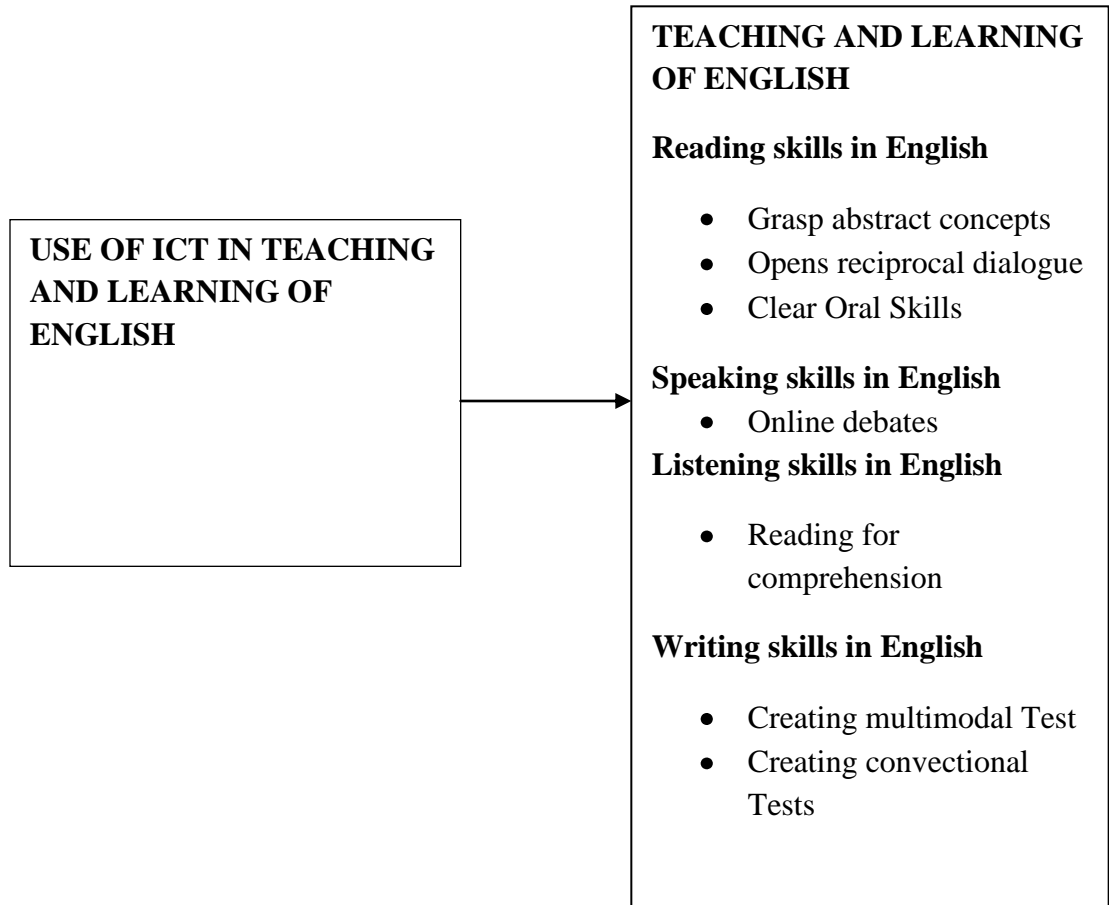 USE OF ICT IN TEACHING
AND LEARNING OF
ENGLISH
TEACHING AND LEARNING
OF ENGLISH
Reading skills in English
• Grasp abstract concepts
• Opens reciprocal dialogue
• Clear Oral Skills
Speaking skills in English
• Online debates
Listening skills in English
• Reading for
comprehension
Writing skills in English
• Creating multimodal Test
• Creating convectional
Tests